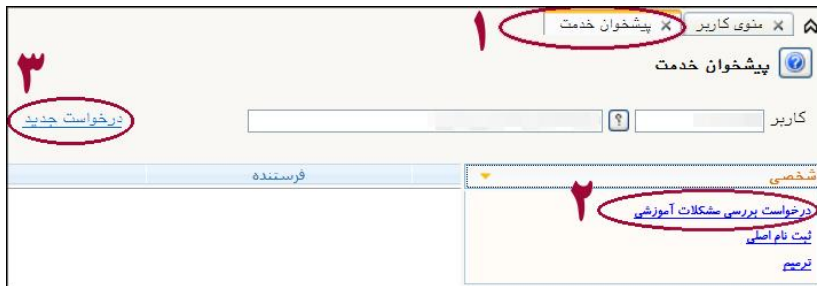 منوی کاربر × پیشخوان خدمت × ۱
پیشخوان خدمت
۳
کاربر ؟ درخواست جدید
شخصی فرستنده
درخواست بررسی مشکلات آموزشی ۲
ثبت نام اصلی
ترمیم